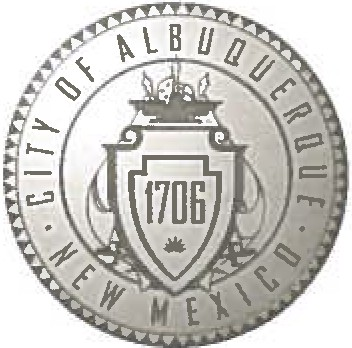 CITY OF ALBUQUERQUE
1706
· NEW MEXICO ·